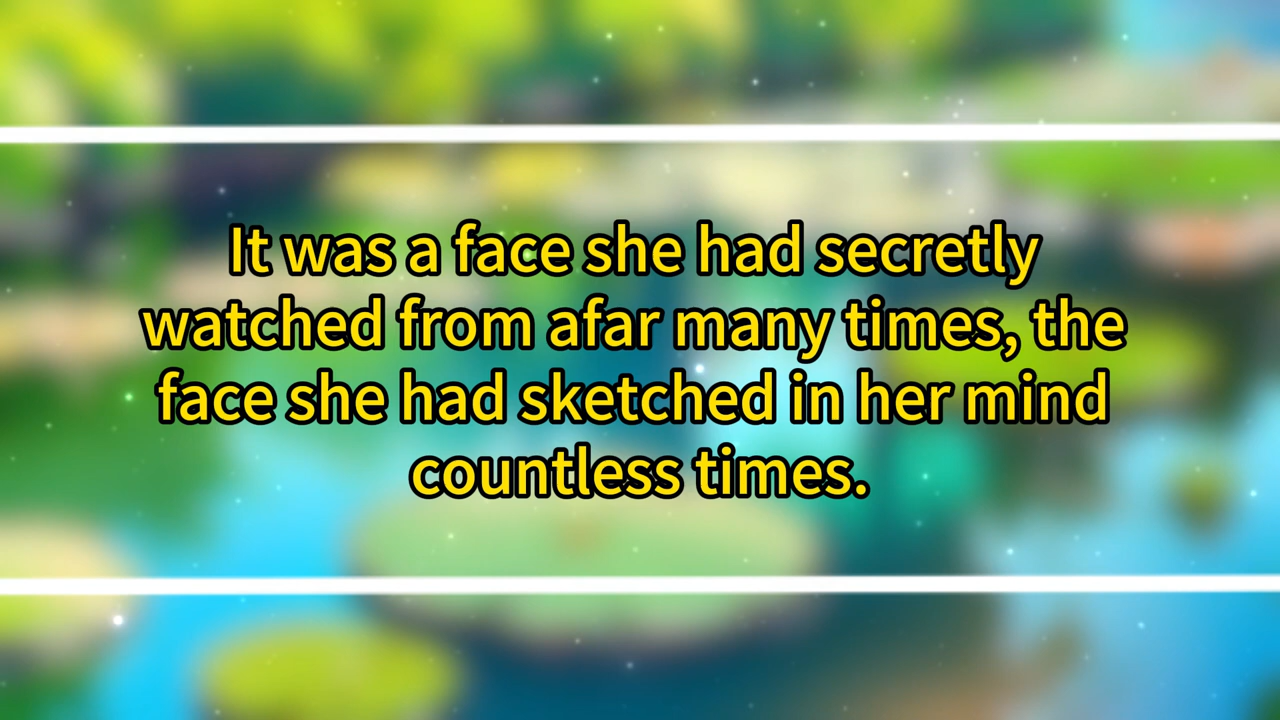 It was a face she had secretly
watched from afar many times, the
face she had sketched in her mind
countless times.